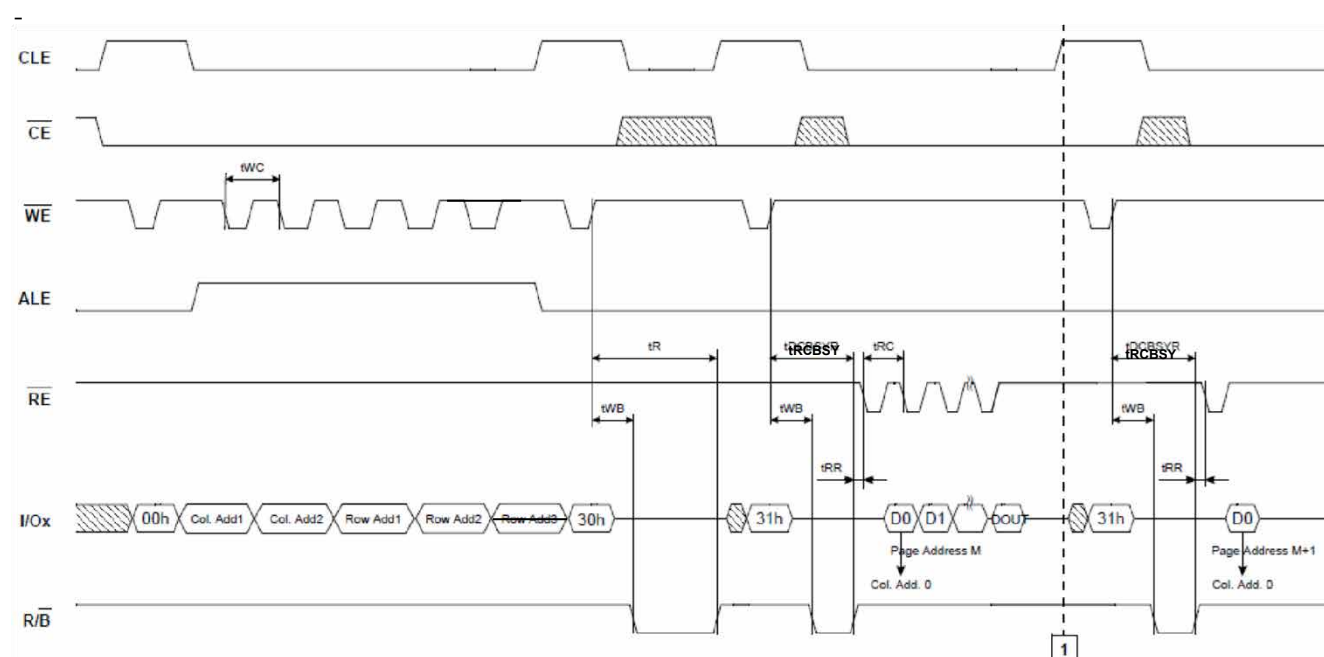 CLE
CE
tWC
WE
ALE
tR
tRCBSY
tRC
tRCBSY
RE
tWB
tWB
tWB
tRR
tRR
I/Ox
00h
Col. Add1
Col. Add2
Row Add1
Row Add2
Row Add3
30h
31h
D0
D1
DOUT
31h
D0
Page Address M
Page Address M+1
Col. Add. 0
Col. Add. 0
R/B
1